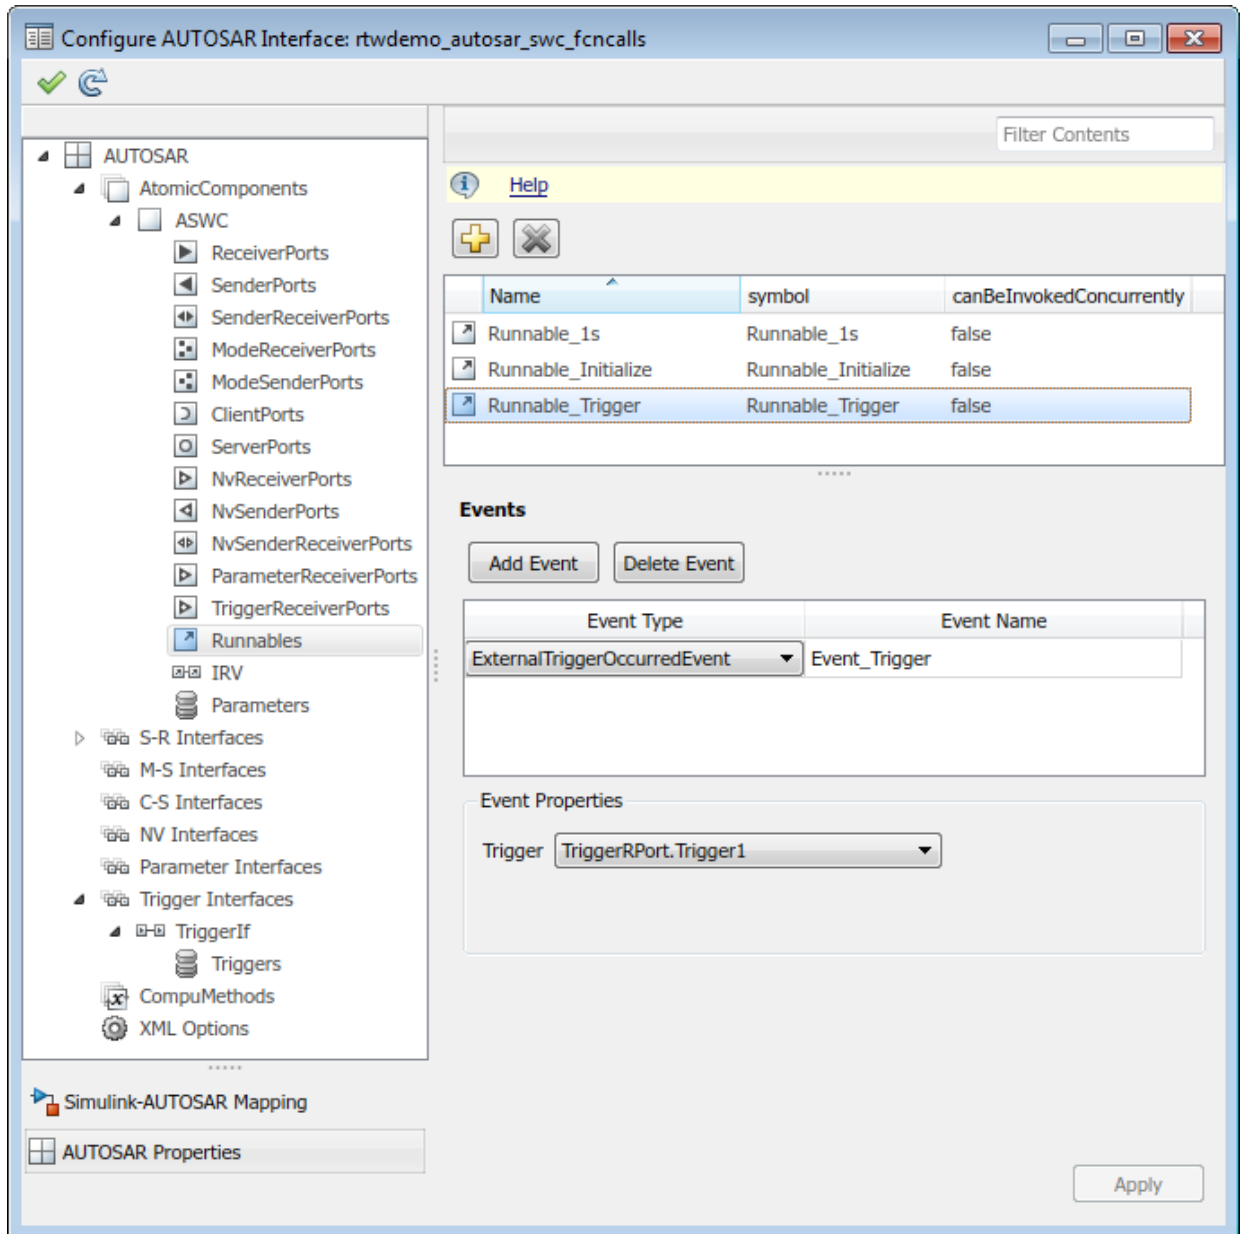 Configure AUTOSAR Interface: rtwdemo_autosar_swc_fcncalls
Filter Contents
AUTOSAR
AtomicComponents
ASWC
ReceiverPorts
SenderPorts
SenderReceiverPorts
ModeReceiverPorts
ModeSenderPorts
ClientPorts
ServerPorts
NvReceiverPorts
NvSenderPorts
NvSenderReceiverPorts
ParameterReceiverPorts
TriggerReceiverPorts
Runnables
IRV
Parameters
S-R Interfaces
M-S Interfaces
C-S Interfaces
NV Interfaces
Parameter Interfaces
Trigger Interfaces
TriggerIf
Triggers
CompuMethods
XML Options
Simulink-AUTOSAR Mapping
AUTOSAR Properties
Help
Name symbol canBeInvokedConcurrently
Runnable_1s Runnable_1s false
Runnable_Initialize Runnable_Initialize false
Runnable_Trigger Runnable_Trigger false
Events
Add Event Delete Event
Event Type Event Name
ExternalTriggerOccurredEvent Event_Trigger
Event Properties
Trigger TriggerRPort.Trigger1
Apply